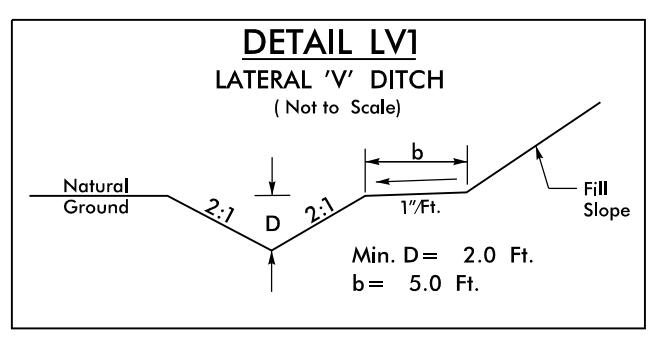 DETAIL LV1
LATERAL 'V' DITCH
( Not to Scale)
b
Natural
Ground
2:1
D
2:1
1"/Ft.
Fill
Slope
Min. D = 2.0 Ft.
b = 5.0 Ft.